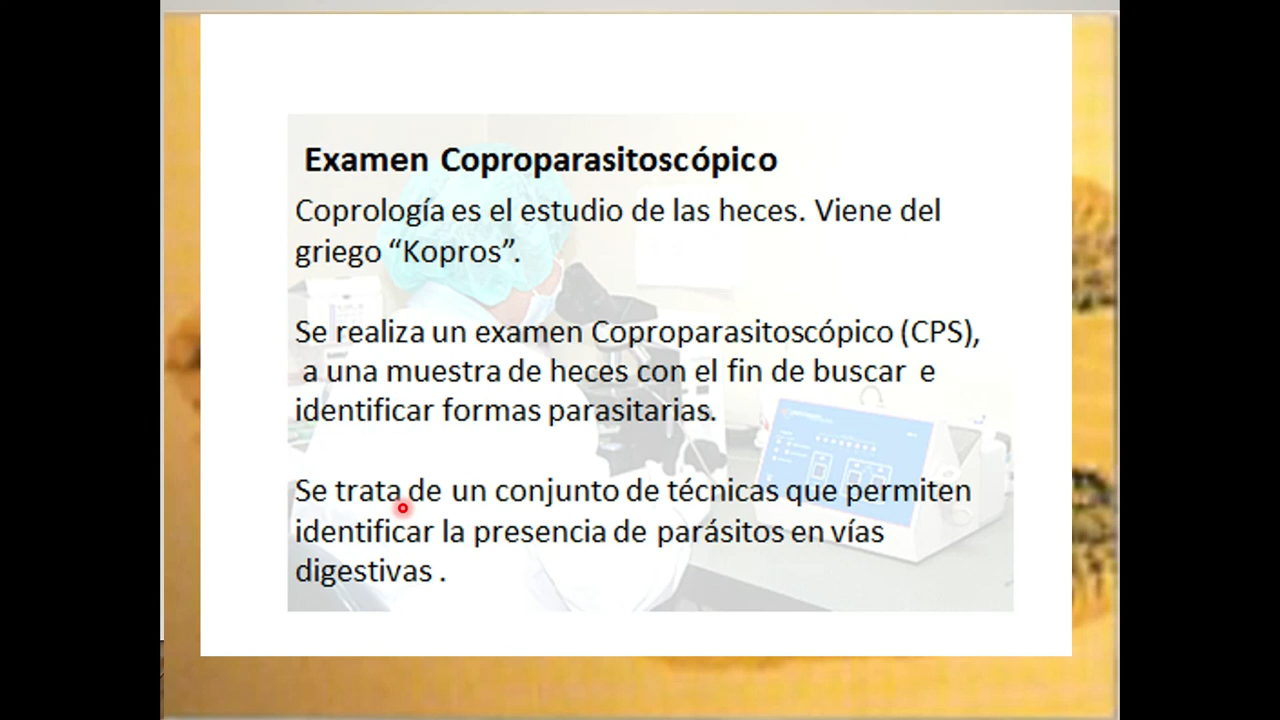 Examen Coproparasitoscópico
Coprología es el estudio de las heces. Viene del
griego “Kopros”.
Se realiza un examen Coproparasitoscópico (CPS),
a una muestra de heces con el fin de buscar e
identificar formas parasitarias.
Se trata de un conjunto de técnicas que permiten
identificar la presencia de parásitos en vías
digestivas .